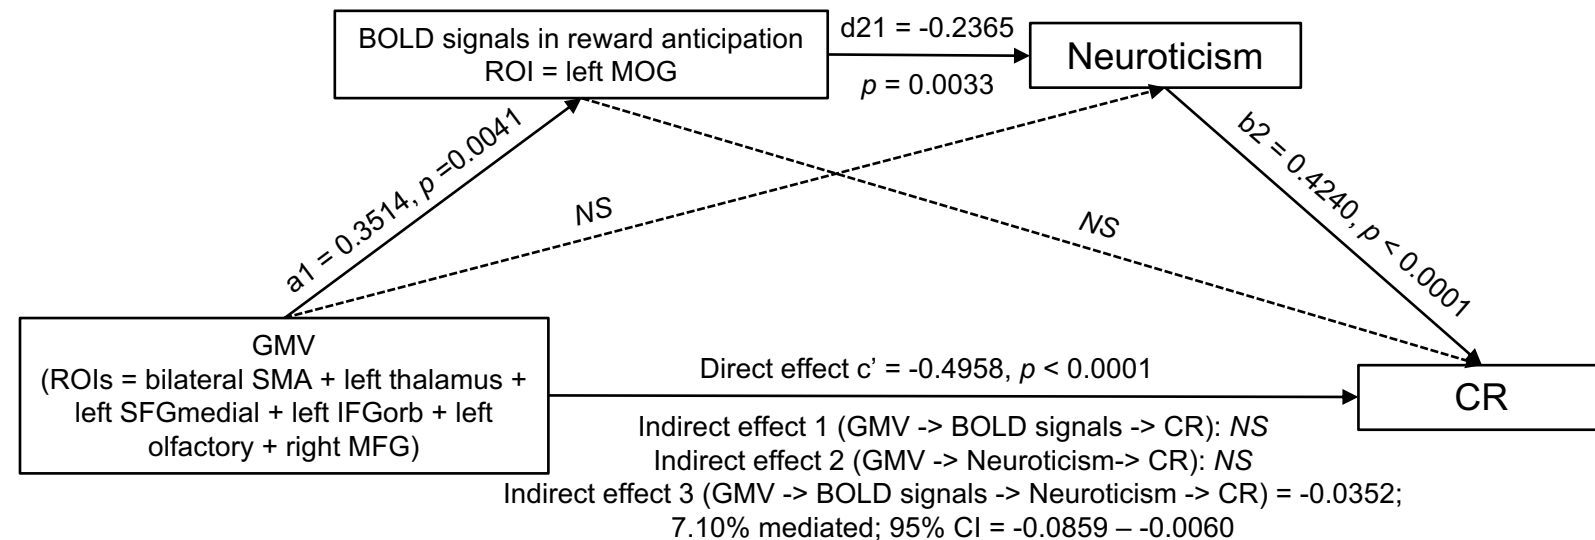 BOLD signals in reward anticipation
ROI = left MOG
d21 = -0.2365
p = 0.0033
Neuroticism
a1 = 0.3514, p =0.0041
NS
NS
b2 = 0.4240, p < 0.0001
GMV
(ROIs = bilateral SMA + left thalamus +
left SFGmedial + left IFGorb + left
olfactory + right MFG)
Direct effect c’ = -0.4958, p < 0.0001
CR
Indirect effect 1 (GMV -> BOLD signals -> CR): NS
Indirect effect 2 (GMV -> Neuroticism-> CR): NS
Indirect effect 3 (GMV -> BOLD signals -> Neuroticism -> CR) = -0.0352;
7.10% mediated; 95% CI = -0.0859 – -0.0060